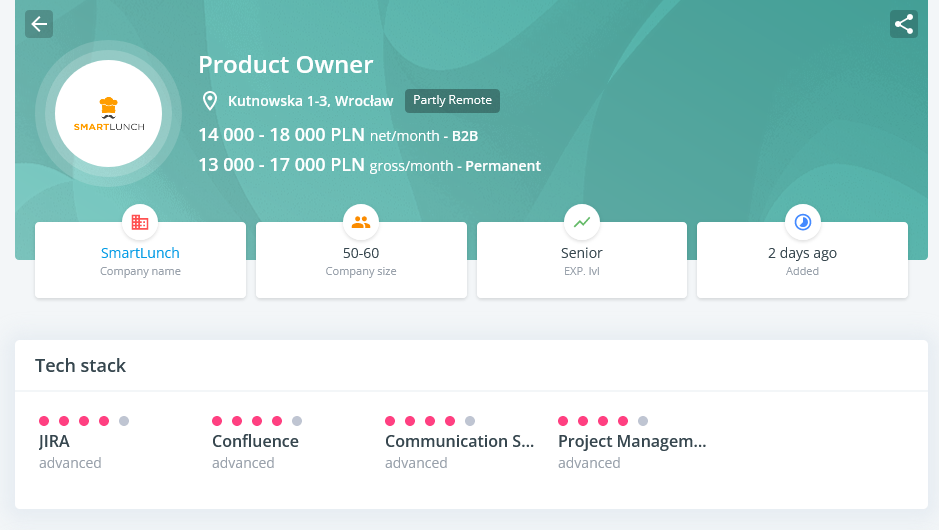 Product Owner
Kutnowska 1-3, Wrocław Partly Remote
14 000 - 18 000 PLN net/month - B2B
13 000 - 17 000 PLN gross/month - Permanent
SMARTLUNCH
SmartLunch
Company name
50-60
Company size
Senior
EXP. lvl
2 days ago
Added
Tech stack
JIRA
advanced
Confluence
advanced
Communication S...
advanced
Project Managem...
advanced